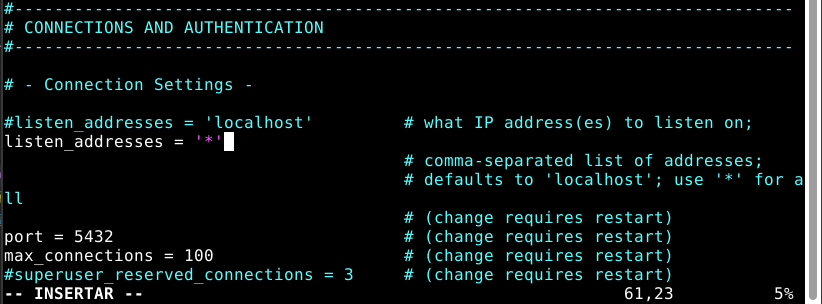 #------------------------------------------------------------------------------
# CONNECTIONS AND AUTHENTICATION
#------------------------------------------------------------------------------
# - Connection Settings -
#listen_addresses = 'localhost'         # what IP address(es) to listen on;
listen_addresses = '*'
                                        # comma-separated list of addresses;
                                        # defaults to 'localhost'; use '*' for a
ll
                                        # (change requires restart)
port = 5432                             # (change requires restart)
max_connections = 100                   # (change requires restart)
#superuser_reserved_connections = 3     # (change requires restart)
-- INSERTAR --                                                61,23          5%